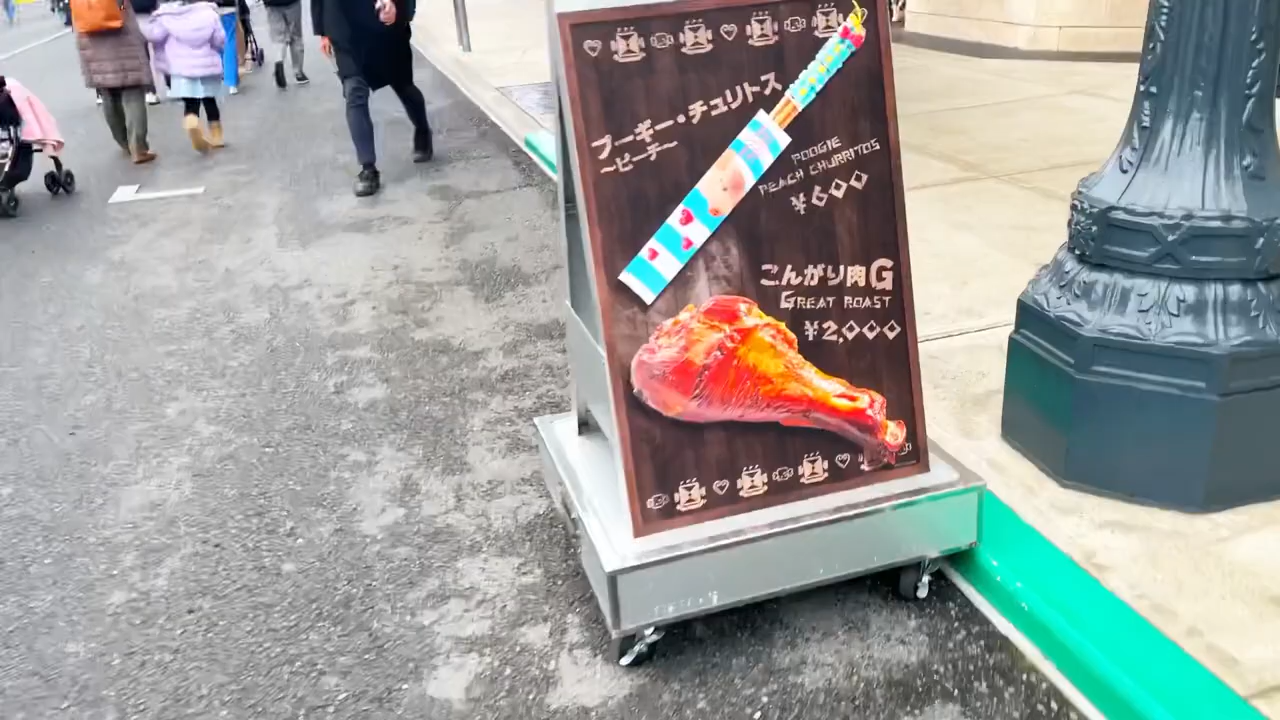 プーギー・チュリトス
～ピーチ～
POOGIE
PEACH CHURRITOS
¥600
こんがり肉G
GREAT ROAST
¥2,000